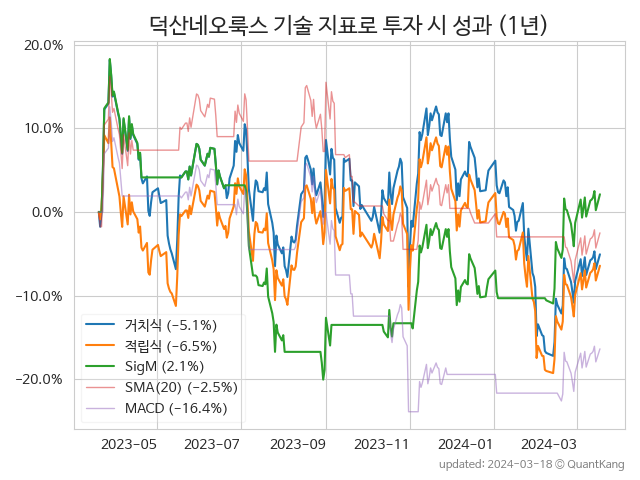 덕산네오룩스 기술 지표로 투자 시 성과 (1년)
20.0%
10.0%
0.0%
−10.0%
−20.0%
거치식 (−5.1%)
적립식 (−6.5%)
SigM (2.1%)
SMA(20) (−2.5%)
MACD (−16.4%)
2023−05 2023−07 2023−09 2023−11 2024−01 2024−03
updated: 2024-03-18 ⓒ QuantKang